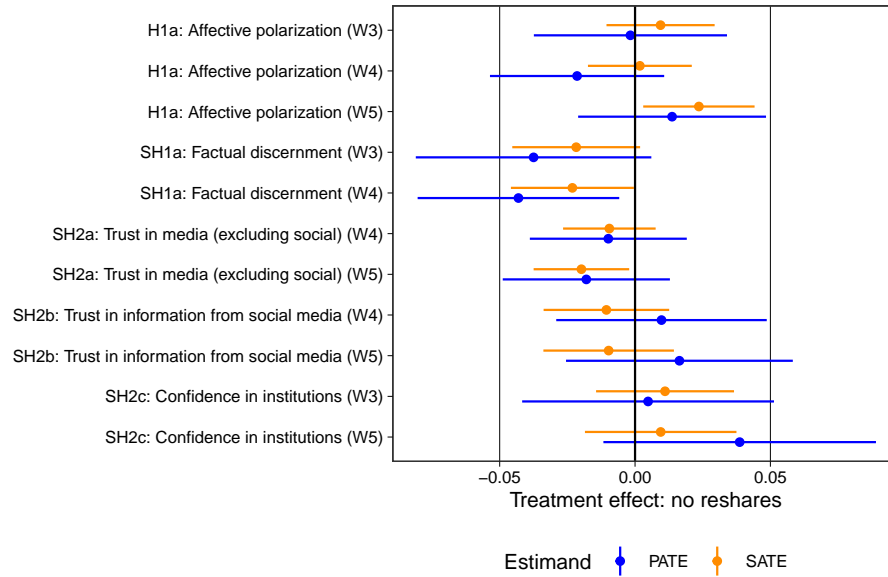 H1a: Affective polarization (W3)
H1a: Affective polarization (W4)
H1a: Affective polarization (W5)
SH1a: Factual discernment (W3)
SH1a: Factual discernment (W4)
SH2a: Trust in media (excluding social) (W4)
SH2a: Trust in media (excluding social) (W5)
SH2b: Trust in information from social media (W4)
SH2b: Trust in information from social media (W5)
SH2c: Confidence in institutions (W3)
SH2c: Confidence in institutions (W5)
−0.05 0.00 0.05
Treatment effect: no reshares
Estimand PATE SATE